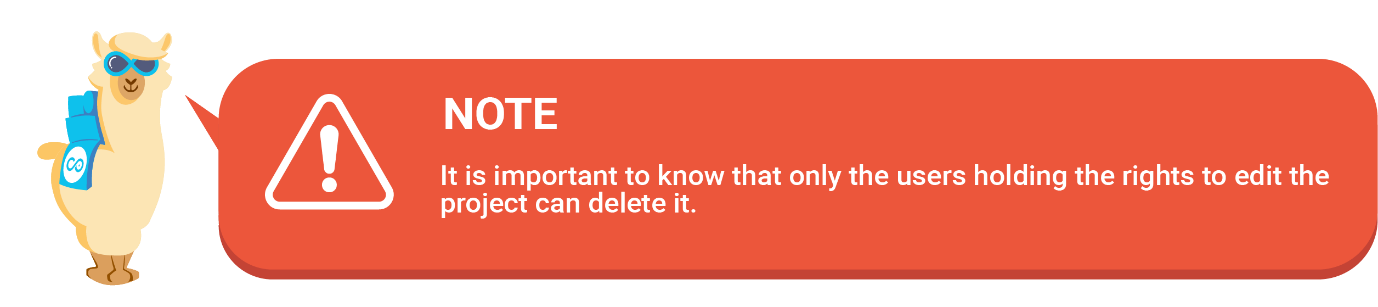 NOTE
It is important to know that only the users holding the rights to edit the
project can delete it.